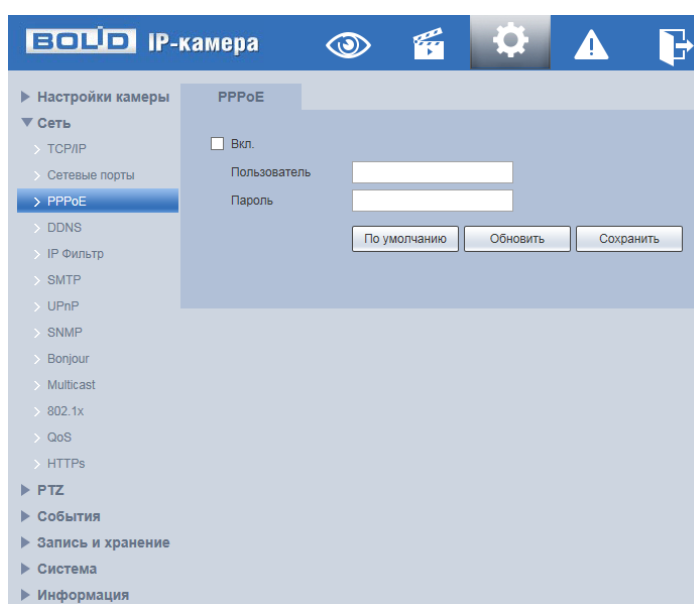 BOLID IP-камера
Настройки камеры
Сеть
TCP/IP
Сетевые порты
PPPoE
DDNS
IP Фильтр
SMTP
UPnP
SNMP
Bonjour
Multicast
802.1x
QoS
HTTPs
PTZ
События
Запись и хранение
Система
Информация
PPPoE
Вкл.
Пользователь
Пароль
По умолчанию Обновить Сохранить